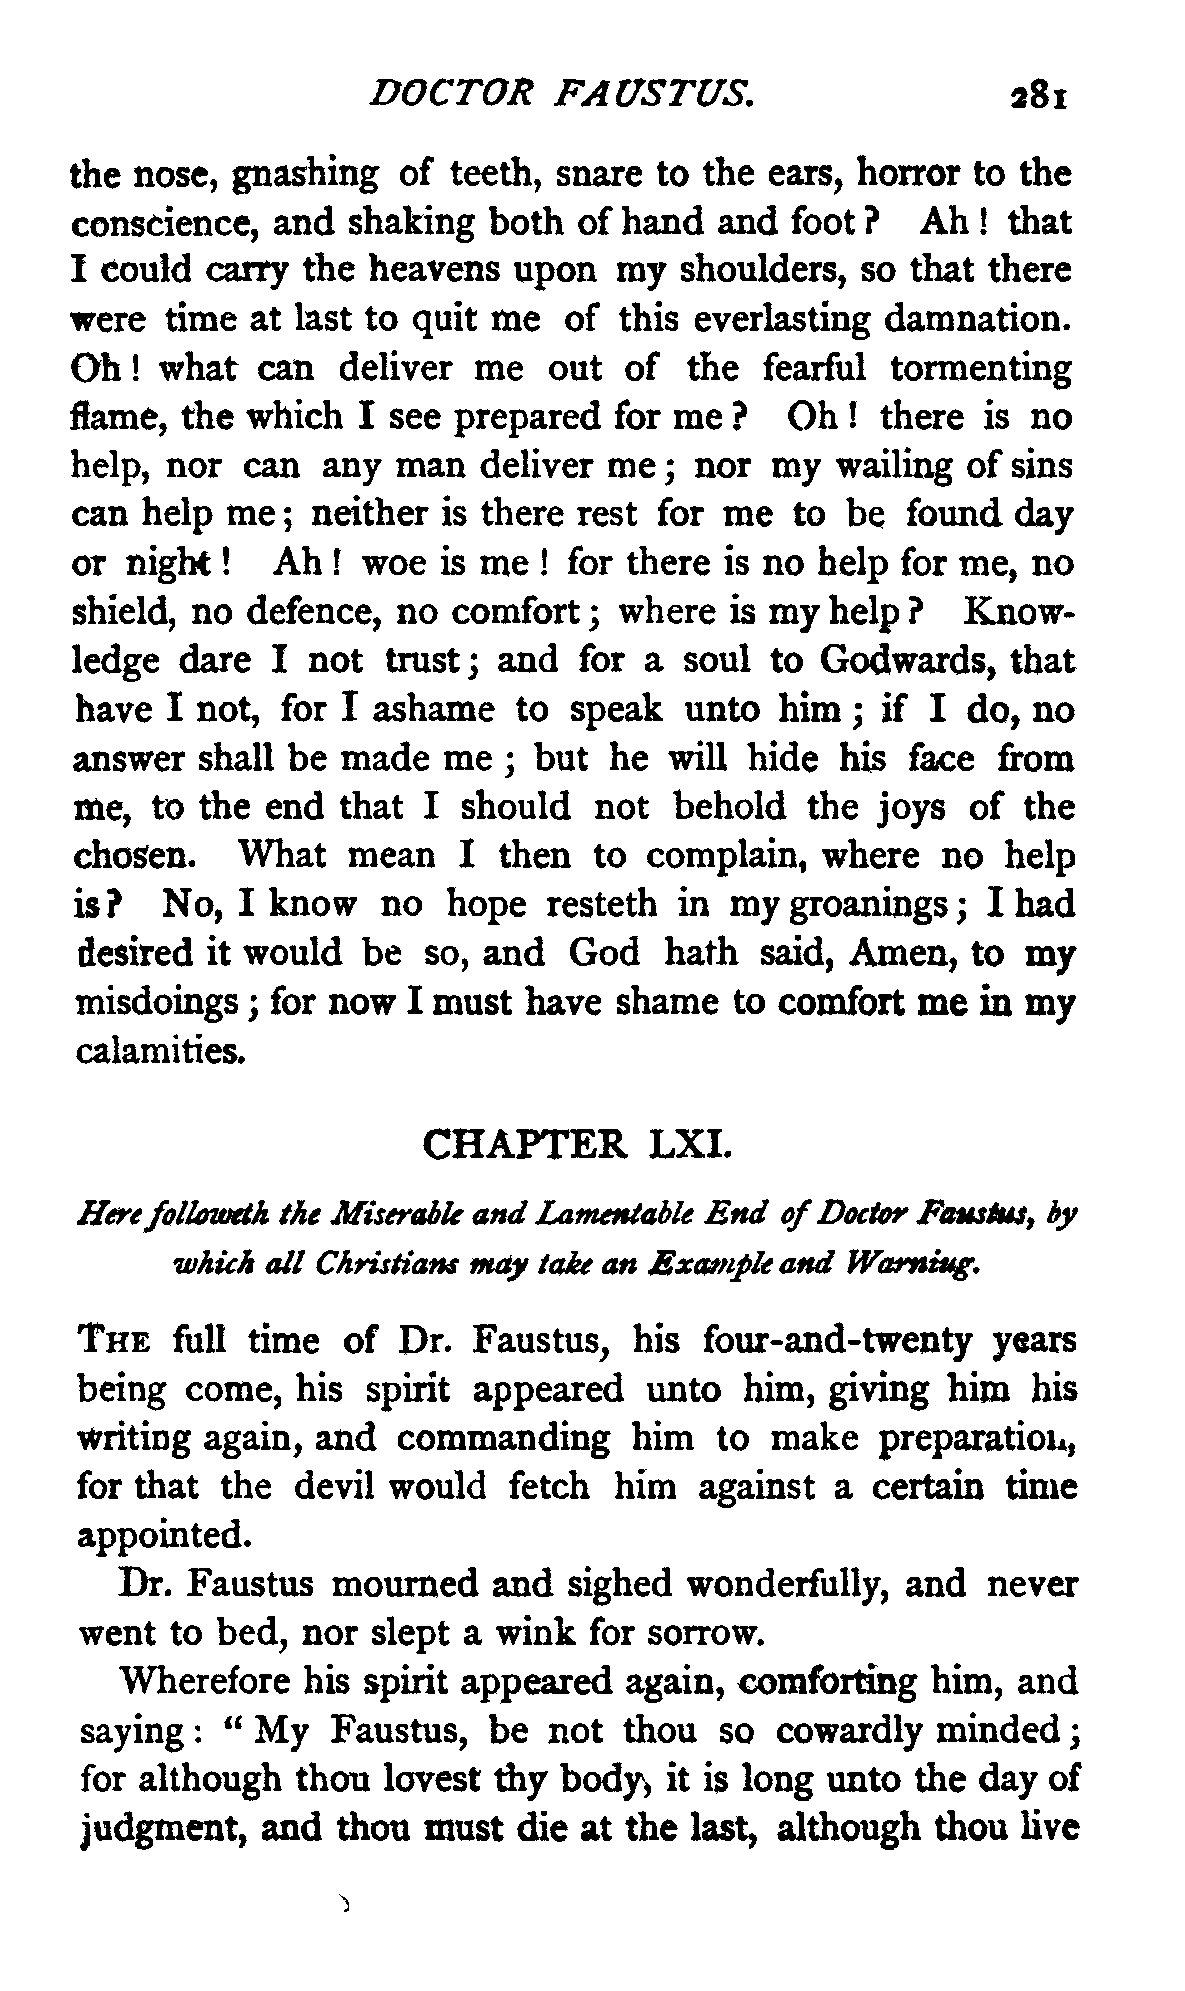 DOCTOR FAUSTUS. 281
the nose, gnashing of teeth, snare to the ears, horror to the
conscience, and shaking both of hand and foot? Ah! that
I could carry the heavens upon my shoulders, so that there
were time at last to quit me of this everlasting damnation.
Oh! what can deliver me out of the fearful tormenting
flame, the which I see prepared for me? Oh! there is no
help, nor can any man deliver me; nor my wailing of sins
can help me; neither is there rest for me to be found day
or night! Ah! woe is me! for there is no help for me, no
shield, no defence, no comfort; where is my help? Know-
ledge dare I not trust; and for a soul to Godwards, that
have I not, for I ashame to speak unto him; if I do, no
answer shall be made me; but he will hide his face from
me, to the end that I should not behold the joys of the
chosen. What mean I then to complain, where no help
is? No, I know no hope resteth in my groanings; I had
desired it would be so, and God hath said, Amen, to my
misdoings; for now I must have shame to comfort me in my
calamities.
CHAPTER LXI.
Here followeth the Miserable and Lamentable End of Doctor Faustus, by
which all Christians may take an Example and Warning.
THE full time of Dr. Faustus, his four-and-twenty years
being come, his spirit appeared unto him, giving him his
writing again, and commanding him to make preparation,
for that the devil would fetch him against a certain time
appointed.
Dr. Faustus mourned and sighed wonderfully, and never
went to bed, nor slept a wink for sorrow.
Wherefore his spirit appeared again, comforting him, and
saying: "My Faustus, be not thou so cowardly minded;
for although thou lovest thy body, it is long unto the day of
judgment, and thou must die at the last, although thou live